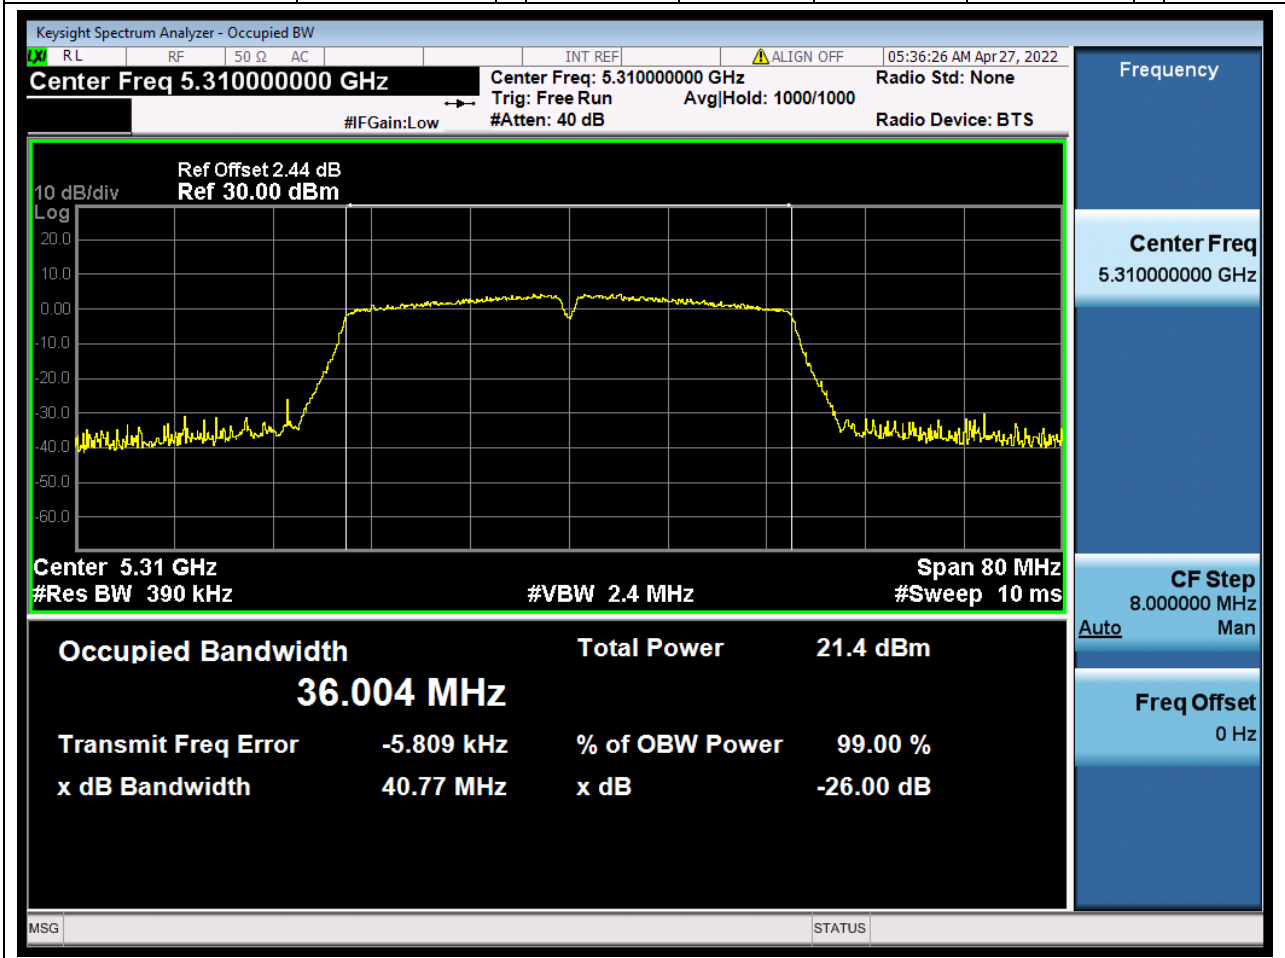 Keysight Spectrum Analyzer - Occupied BW
LXI RL RF 50 Ω AC INT REF ALIGN OFF 05:36:26 AM Apr 27, 2022
Center Freq 5.310000000 GHz
Center Freq: 5.310000000 GHz Radio Std: None
Trig: Free Run Avg|Hold: 1000/1000
#IFGain:Low #Atten: 40 dB Radio Device: BTS
Ref Offset 2.44 dB
10 dB/div Ref 30.00 dBm
Log
20.0
10.0
0.00
-10.0
-20.0
-30.0
-40.0
-50.0
-60.0
Center 5.31 GHz Span 80 MHz
#Res BW 390 kHz #VBW 2.4 MHz #Sweep 10 ms
Occupied Bandwidth Total Power 21.4 dBm
36.004 MHz
Transmit Freq Error -5.809 kHz % of OBW Power 99.00 %
x dB Bandwidth 40.77 MHz x dB -26.00 dB
MSG STATUS
Frequency
Center Freq
5.310000000 GHz
CF Step
8.000000 MHz
Auto Man
Freq Offset
0 Hz